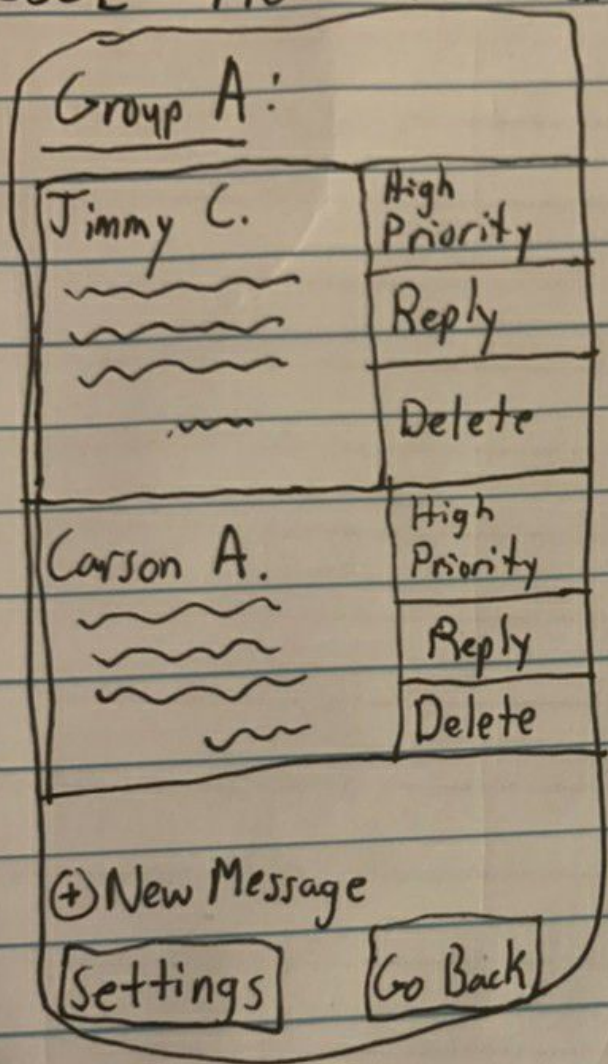 Group A:
Jimmy C.
High
Priority
Reply
Delete
Carson A.
High
Priority
Reply
Delete
+ New Message
Settings
Go Back